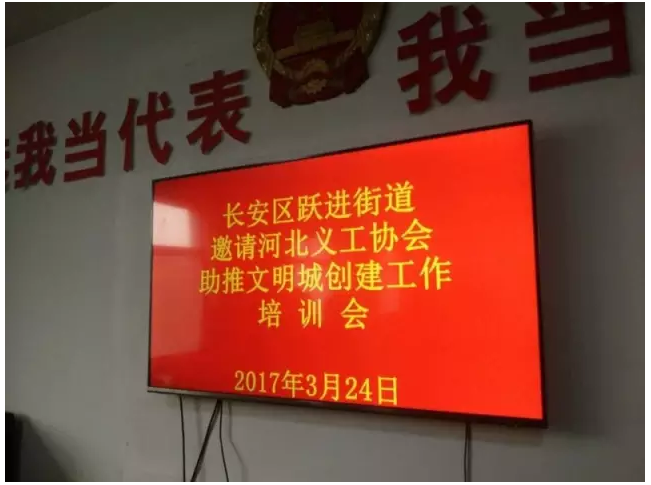 我当代表
我当
长安区跃进街道
邀请河北义工协会
助推文明城创建工作
培训会
2017年3月24日